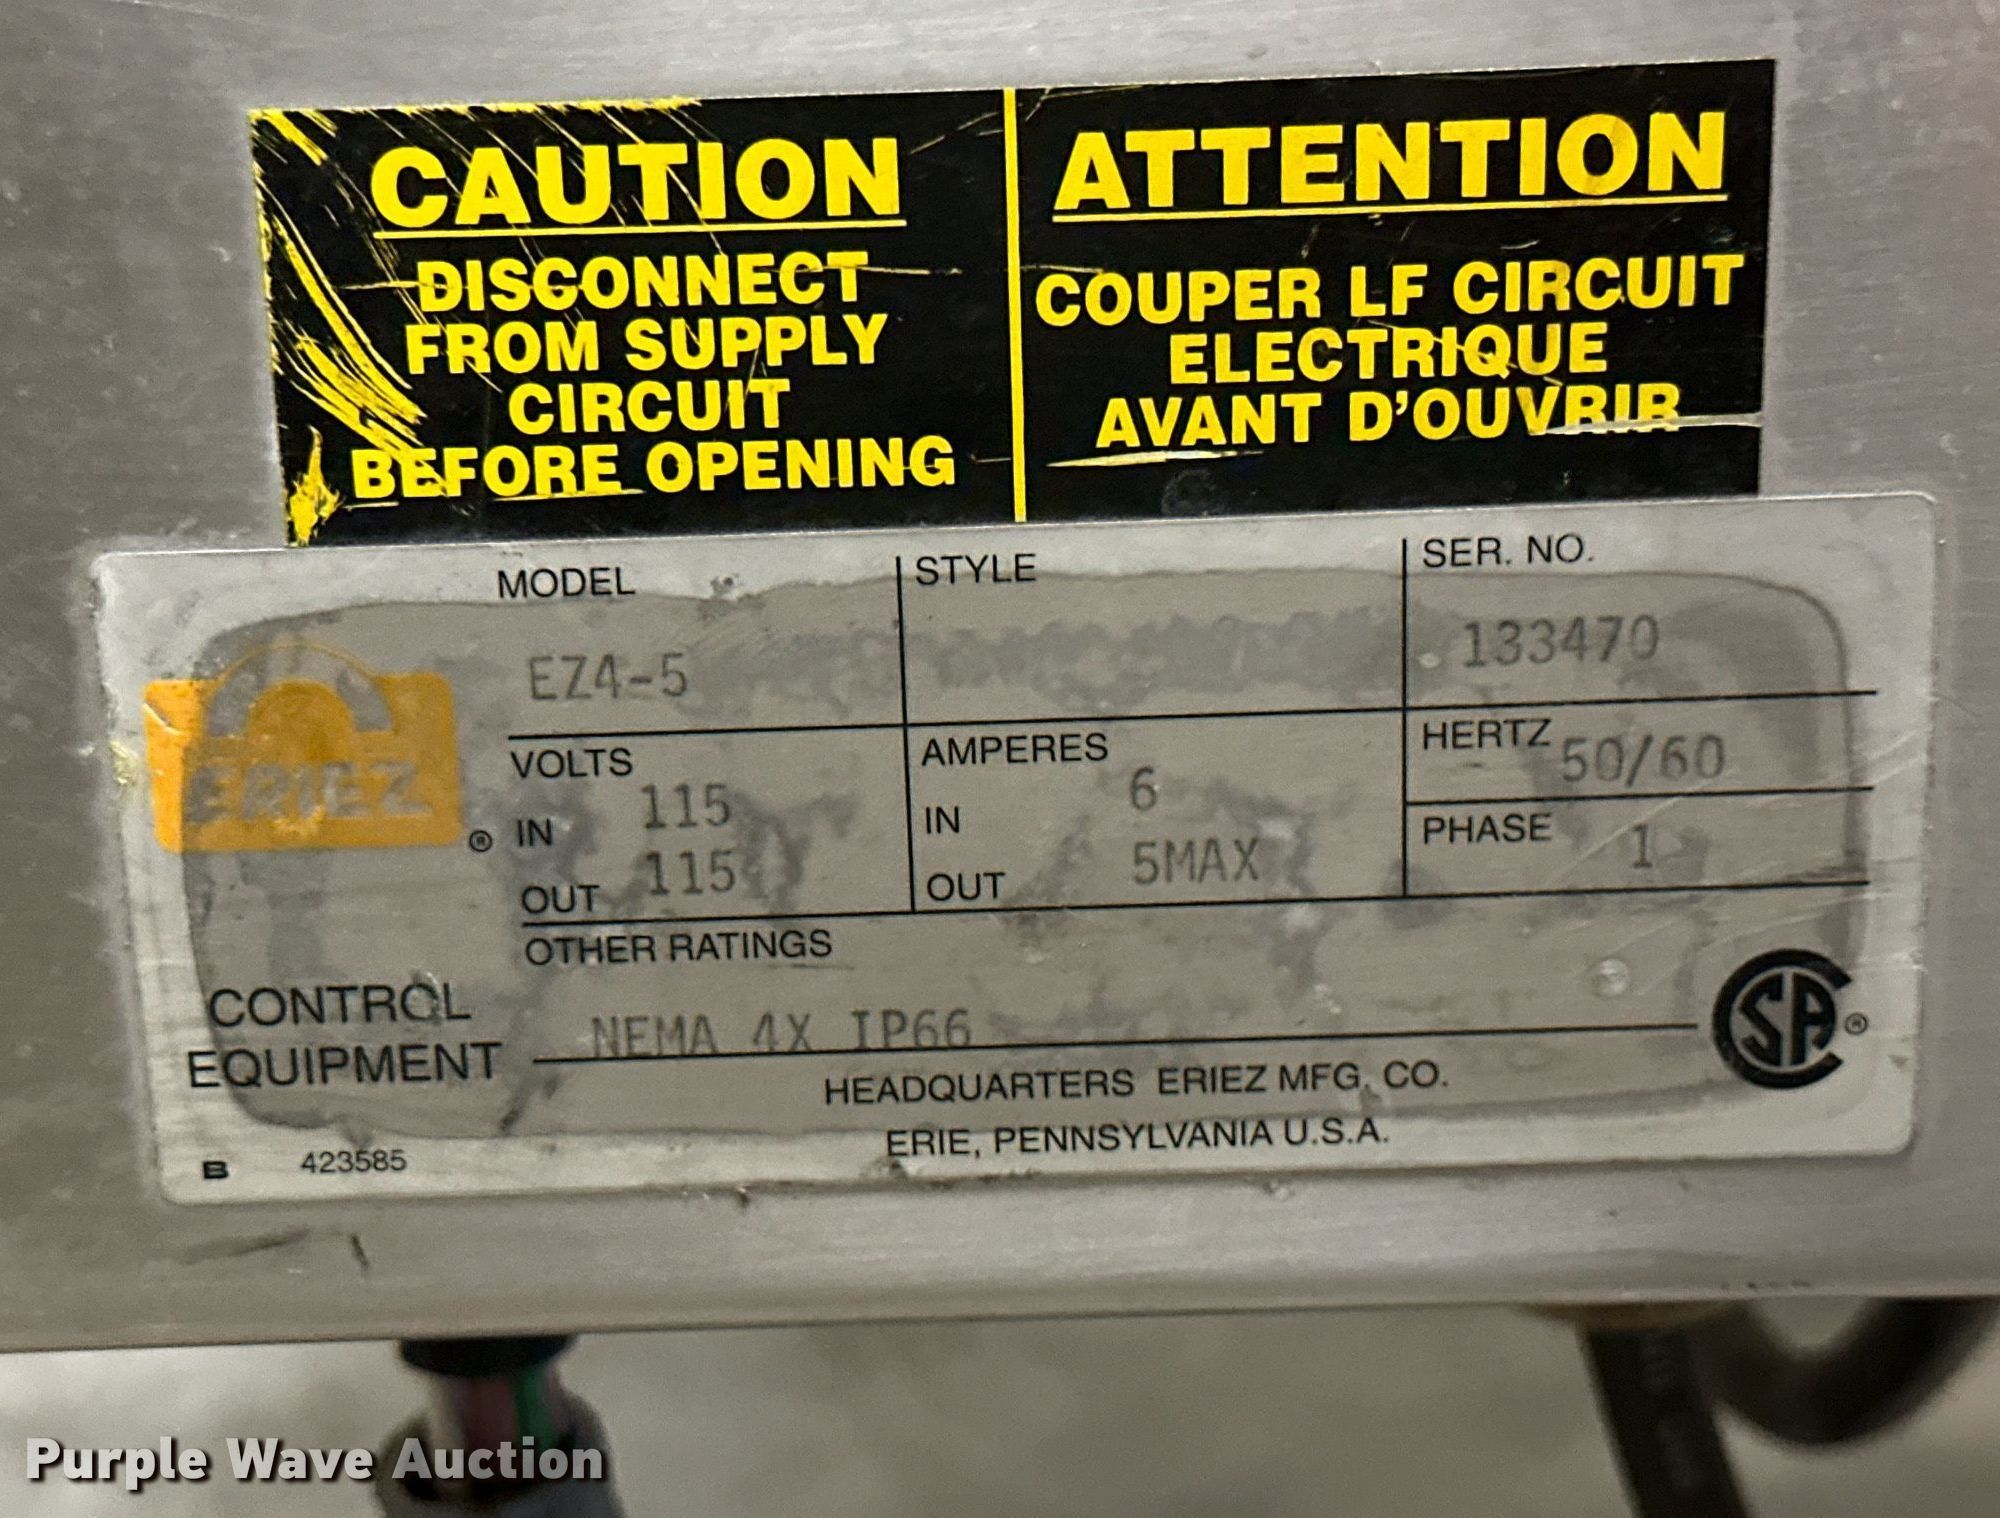 CAUTION
DISCONNECT
FROM SUPPLY
CIRCUIT
BEFORE OPENING
ATTENTION
COUPER LF CIRCUIT
ELECTRIQUE
AVANT D'OUVRIR
MODEL
EZ4-5
STYLE
SER. NO.
133470
ERIEZ ®
VOLTS
IN 115
OUT 115
AMPERES
IN 6
OUT 5MAX
HERTZ 50/60
PHASE 1
OTHER RATINGS
NEMA 4X IP66
CONTROL
EQUIPMENT
SA ®
HEADQUARTERS ERIEZ MFG. CO.
ERIE, PENNSYLVANIA U.S.A.
B 423585
Purple Wave Auction